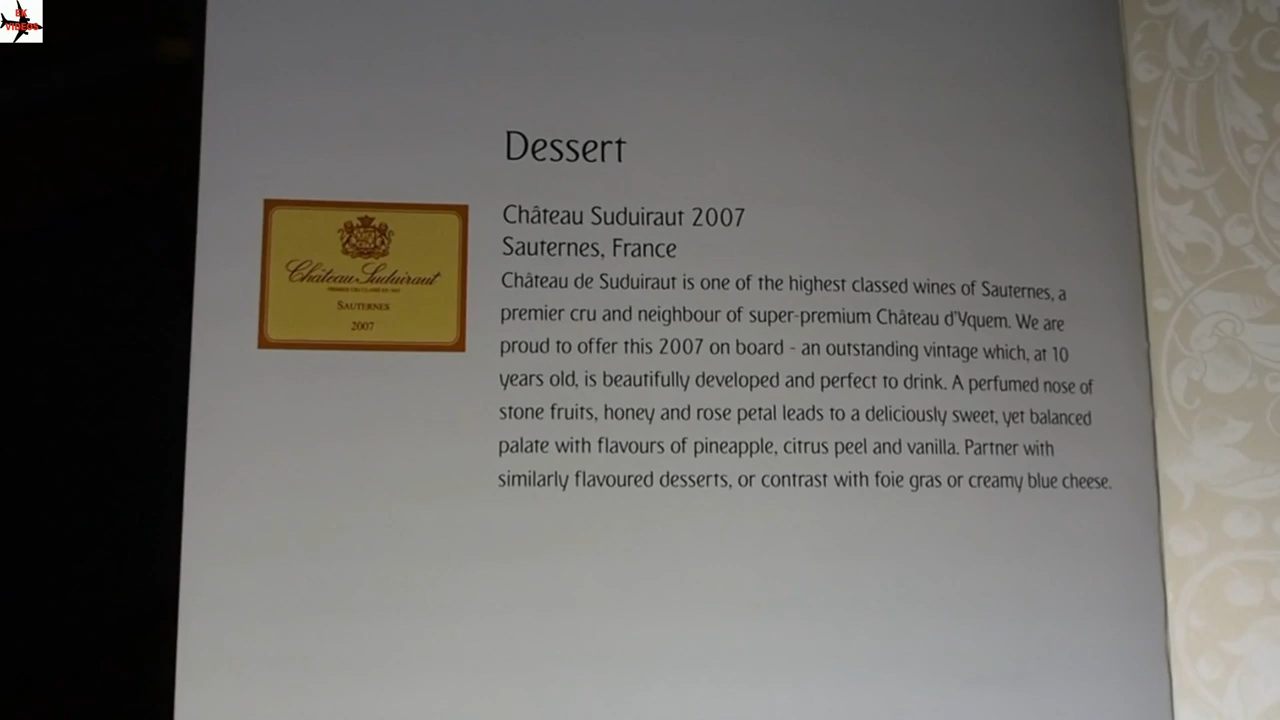 EK
VIDEOS
Dessert
Château Suduiraut 2007
Sauternes, France
Château de Suduiraut is one of the highest classed wines of Sauternes, a
premier cru and neighbour of super-premium Château d'Yquem. We are
proud to offer this 2007 on board - an outstanding vintage which, at 10
years old, is beautifully developed and perfect to drink. A perfumed nose of
stone fruits, honey and rose petal leads to a deliciously sweet, yet balanced
palate with flavours of pineapple, citrus peel and vanilla. Partner with
similarly flavoured desserts, or contrast with foie gras or creamy blue cheese.
Château Suduiraut
SAUTERNES
2007